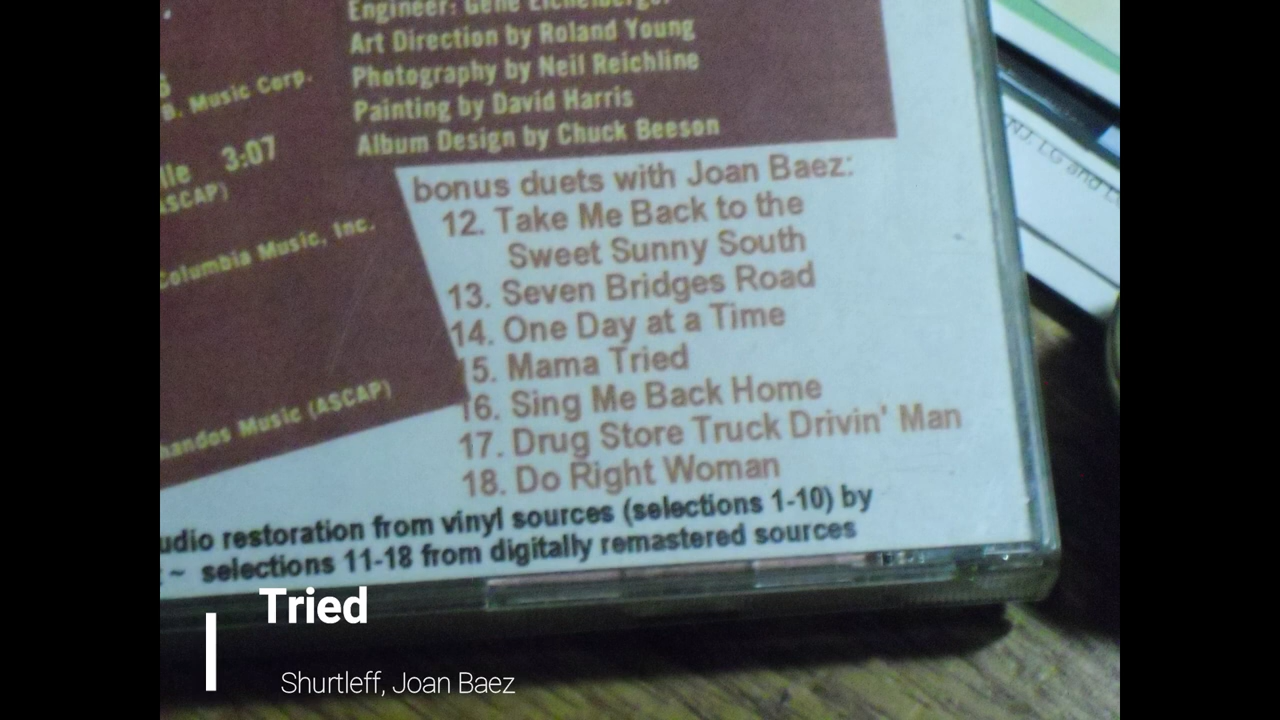 Engineer: Gene Eichelberger
Art Direction by Roland Young
Photography by Neil Reichline
Painting by David Harris
Album Design by Chuck Beeson
B. Music Corp.
lle 3:07
ASCAP)
Columbia Music, Inc.
handos Music (ASCAP)
bonus duets with Joan Baez:
12. Take Me Back to the
Sweet Sunny South
13. Seven Bridges Road
14. One Day at a Time
15. Mama Tried
16. Sing Me Back Home
17. Drug Store Truck Drivin' Man
18. Do Right Woman
udio restoration from vinyl sources (selections 1-10) by
~ selections 11-18 from digitally remastered sources
Tried
Shurtleff, Joan Baez